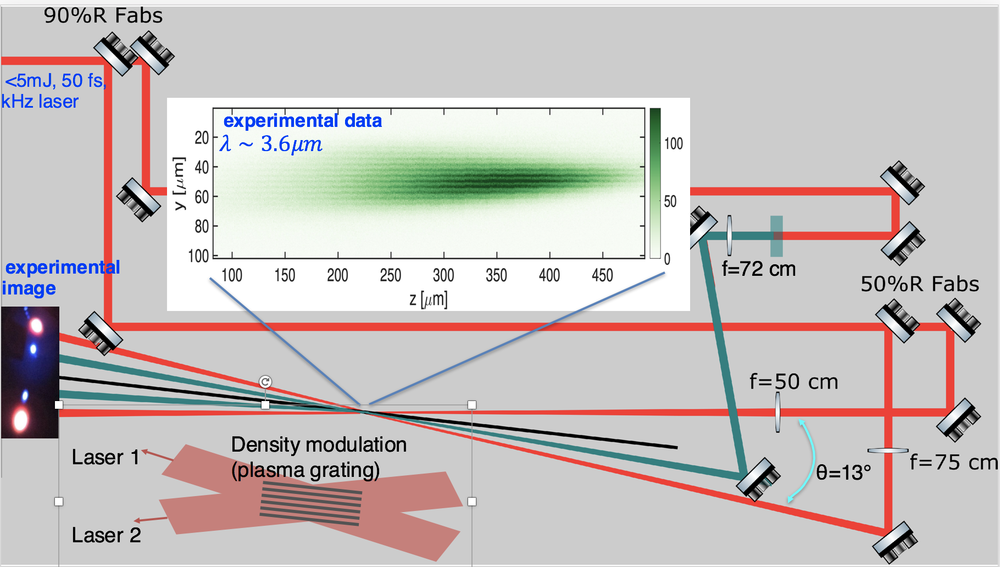 90%R Fabs
<5mJ, 50 fs,
kHz laser
experimental data
λ ~ 3.6μm
y [μm]
20
40
60
80
100
100
150
200
250
300
350
400
450
z [μm]
100
50
0
f=72 cm
50%R Fabs
experimental
image
f=50 cm
f=75 cm
θ=13°
Density modulation
(plasma grating)
Laser 1
Laser 2